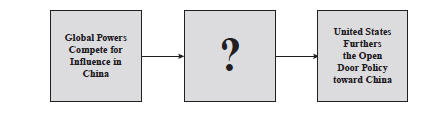 Global Powers
Compete for
Influence in
China
?
United States
Furthers
the Open
Door Policy
toward China